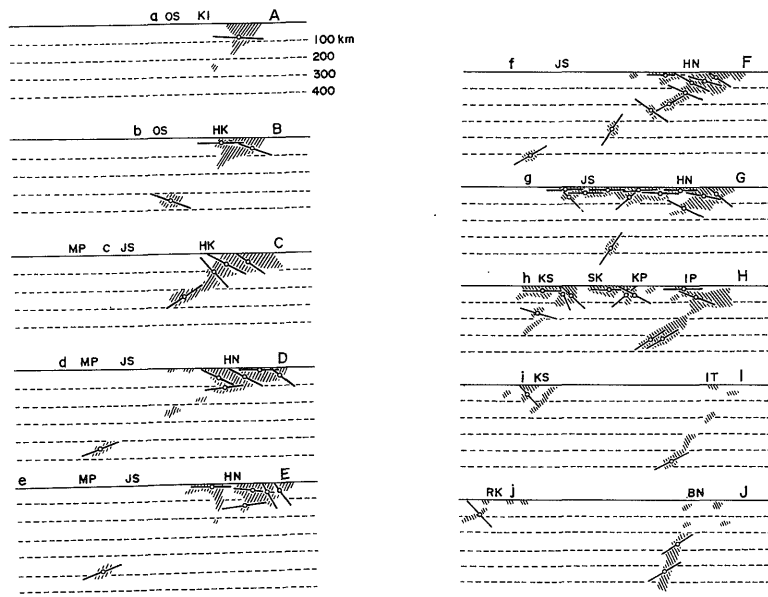 a OS KI A
100 km
200
300
400
b OS HK B
MP c JS HK C
d MP JS HN D
e MP JS HN E
f JS HN F
g JS HN G
h KS SK KP IP H
i KS IT I
RK j BN J